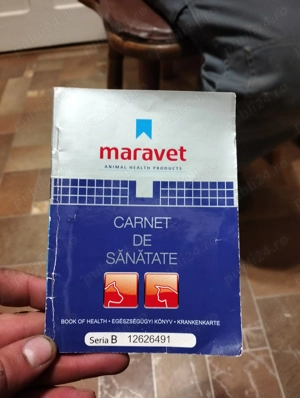 maravet
ANIMAL HEALTH PRODUCTS
CARNET
DE
SĂNĂTATE
BOOK OF HEALTH • EGÉSZSÉGÜGYI KÖNYV • KRANKENKARTE
Seria B 12626491